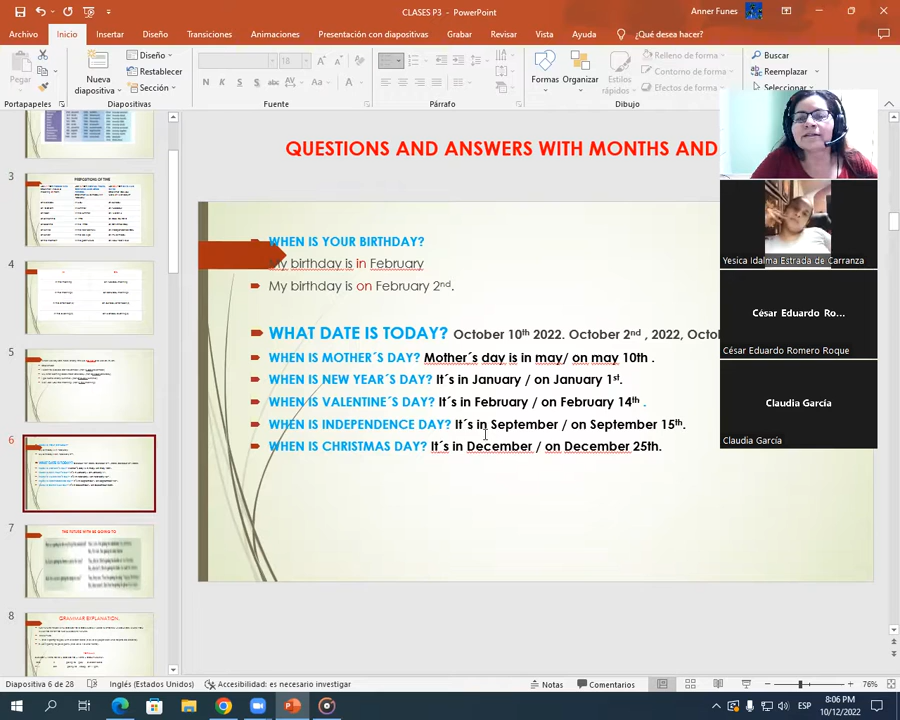 CLASES P3 - PowerPoint
Anner Funes
Archivo Inicio Insertar Diseño Transiciones Animaciones Presentación con diapositivas Grabar Revisar Vista Ayuda ¿Qué desea hacer?
Pegar
Nueva diapositiva
Diseño
Restablecer
Sección
18
N K S S abc AV
Aa A
Formas
Organizar
Estilos rápidos
Relleno de forma
Contorno de forma
Efectos de forma
Buscar
Reemplazar
Seleccionar
Portapapeles Diapositivas Fuente Párrafo Dibujo
3
4
5
6
7
THE FUTURE WITH BE GOING TO
8
GRAMMAR EXPLANATION.
QUESTIONS AND ANSWERS WITH MONTHS AND
WHEN IS YOUR BIRTHDAY?
My birthday is in February
My birthday is on February 2nd.
WHAT DATE IS TODAY? October 10th 2022. October 2nd , 2022, Octo
WHEN IS MOTHER´S DAY? Mother´s day is in may/ on may 10th .
WHEN IS NEW YEAR´S DAY? It´s in January / on January 1st.
WHEN IS VALENTINE´S DAY? It´s in February / on February 14th .
WHEN IS INDEPENDENCE DAY? It´s in September / on September 15th.
WHEN IS CHRISTMAS DAY? It´s in December / on December 25th.
Yesica Idalma Estrada de Carranza
César Eduardo Ro...
César Eduardo Romero Roque
Claudia García
Claudia García
Diapositiva 6 de 28 Inglés (Estados Unidos) Accesibilidad: es necesario investigar Notas Comentarios 76%
ESP
8:06 PM
10/12/2022